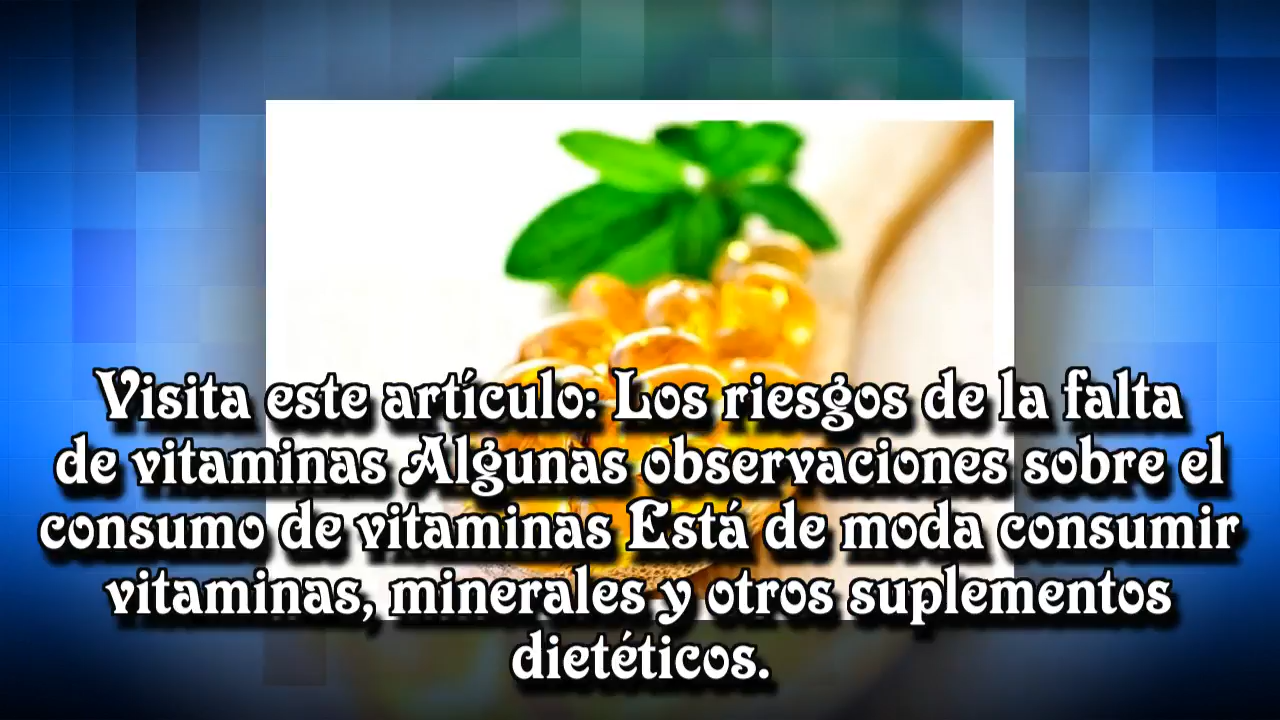 Visita este artículo: Los riesgos de la falta
de vitaminas Algunas observaciones sobre el
consumo de vitaminas Está de moda consumir
vitaminas, minerales y otros suplementos
dietéticos.